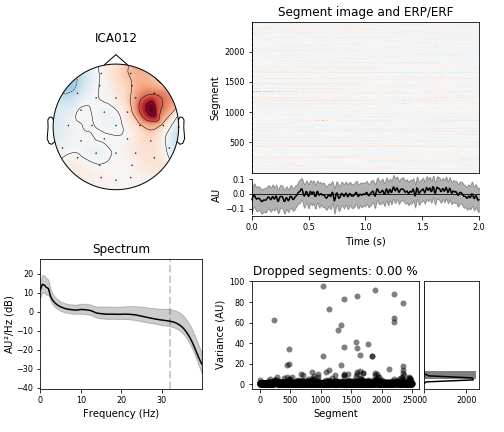 ICA012
Segment image and ERP/ERF
Segment
2000
1500
1000
500
AU
0.1
0.0
−0.1
0.0 0.5 1.0 1.5 2.0
Time (s)
Spectrum
AU²/Hz (dB)
20
10
0
−10
−20
−30
−40
0 10 20 30
Frequency (Hz)
Dropped segments: 0.00 %
Variance (AU)
100
80
60
40
20
0
0 500 1000 1500 2000 2500
Segment
0 2000